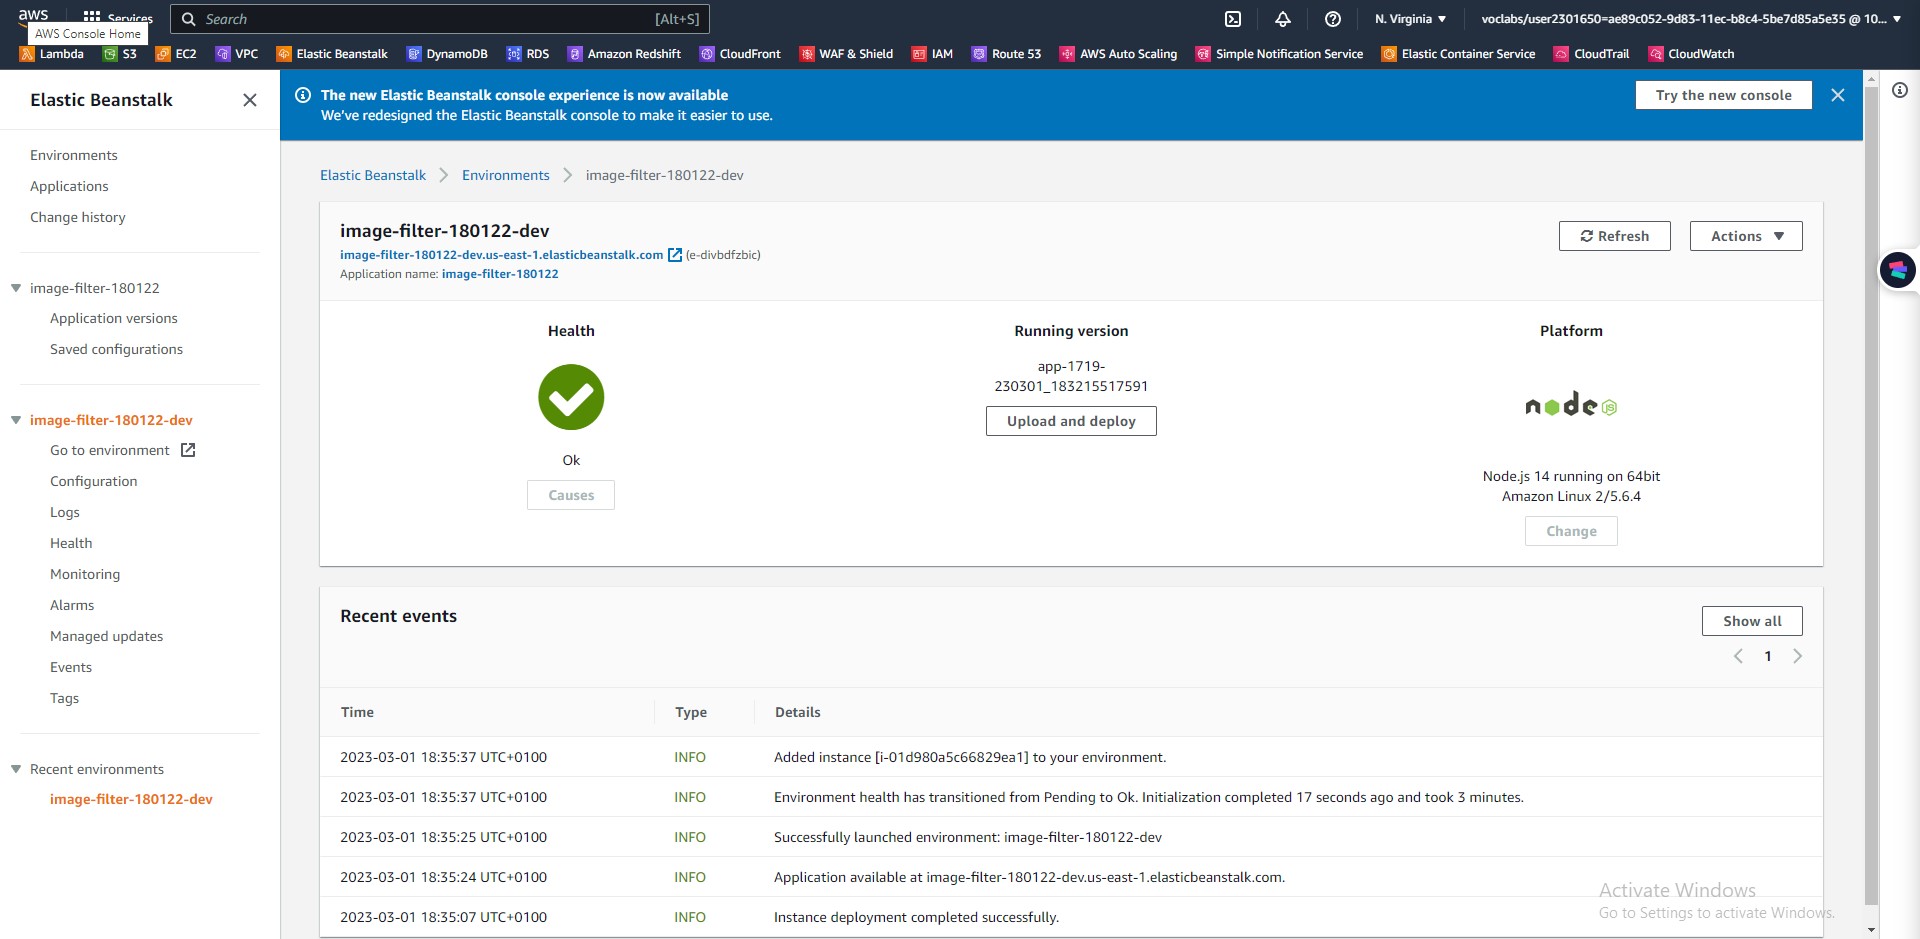 aws
Services
Search
[Alt+S]
N. Virginia
voclabs/user2301650=ae89c052-9d83-11ec-b8c4-5be7d85a5e35 @ 10...
AWS Console Home
Lambda
S3
EC2
VPC
Elastic Beanstalk
DynamoDB
RDS
Amazon Redshift
CloudFront
WAF & Shield
IAM
Route 53
AWS Auto Scaling
Simple Notification Service
Elastic Container Service
CloudTrail
CloudWatch
Elastic Beanstalk
Environments
Applications
Change history
image-filter-180122
Application versions
Saved configurations
image-filter-180122-dev
Go to environment
Configuration
Logs
Health
Monitoring
Alarms
Managed updates
Events
Tags
Recent environments
image-filter-180122-dev
The new Elastic Beanstalk console experience is now available
We've redesigned the Elastic Beanstalk console to make it easier to use.
Try the new console
Elastic Beanstalk
Environments
image-filter-180122-dev
image-filter-180122-dev
image-filter-180122-dev.us-east-1.elasticbeanstalk.com (e-divbdfzbic)
Application name: image-filter-180122
Refresh
Actions
Health
Ok
Causes
Running version
app-1719-
230301_183215517591
Upload and deploy
Platform
node JS
Node.js 14 running on 64bit
Amazon Linux 2/5.6.4
Change
Recent events
Show all
1
Time Type Details
2023-03-01 18:35:37 UTC+0100 INFO Added instance [i-01d980a5c66829ea1] to your environment.
2023-03-01 18:35:37 UTC+0100 INFO Environment health has transitioned from Pending to Ok. Initialization completed 17 seconds ago and took 3 minutes.
2023-03-01 18:35:25 UTC+0100 INFO Successfully launched environment: image-filter-180122-dev
2023-03-01 18:35:24 UTC+0100 INFO Application available at image-filter-180122-dev.us-east-1.elasticbeanstalk.com.
2023-03-01 18:35:07 UTC+0100 INFO Instance deployment completed successfully.
Activate Windows
Go to Settings to activate Windows.